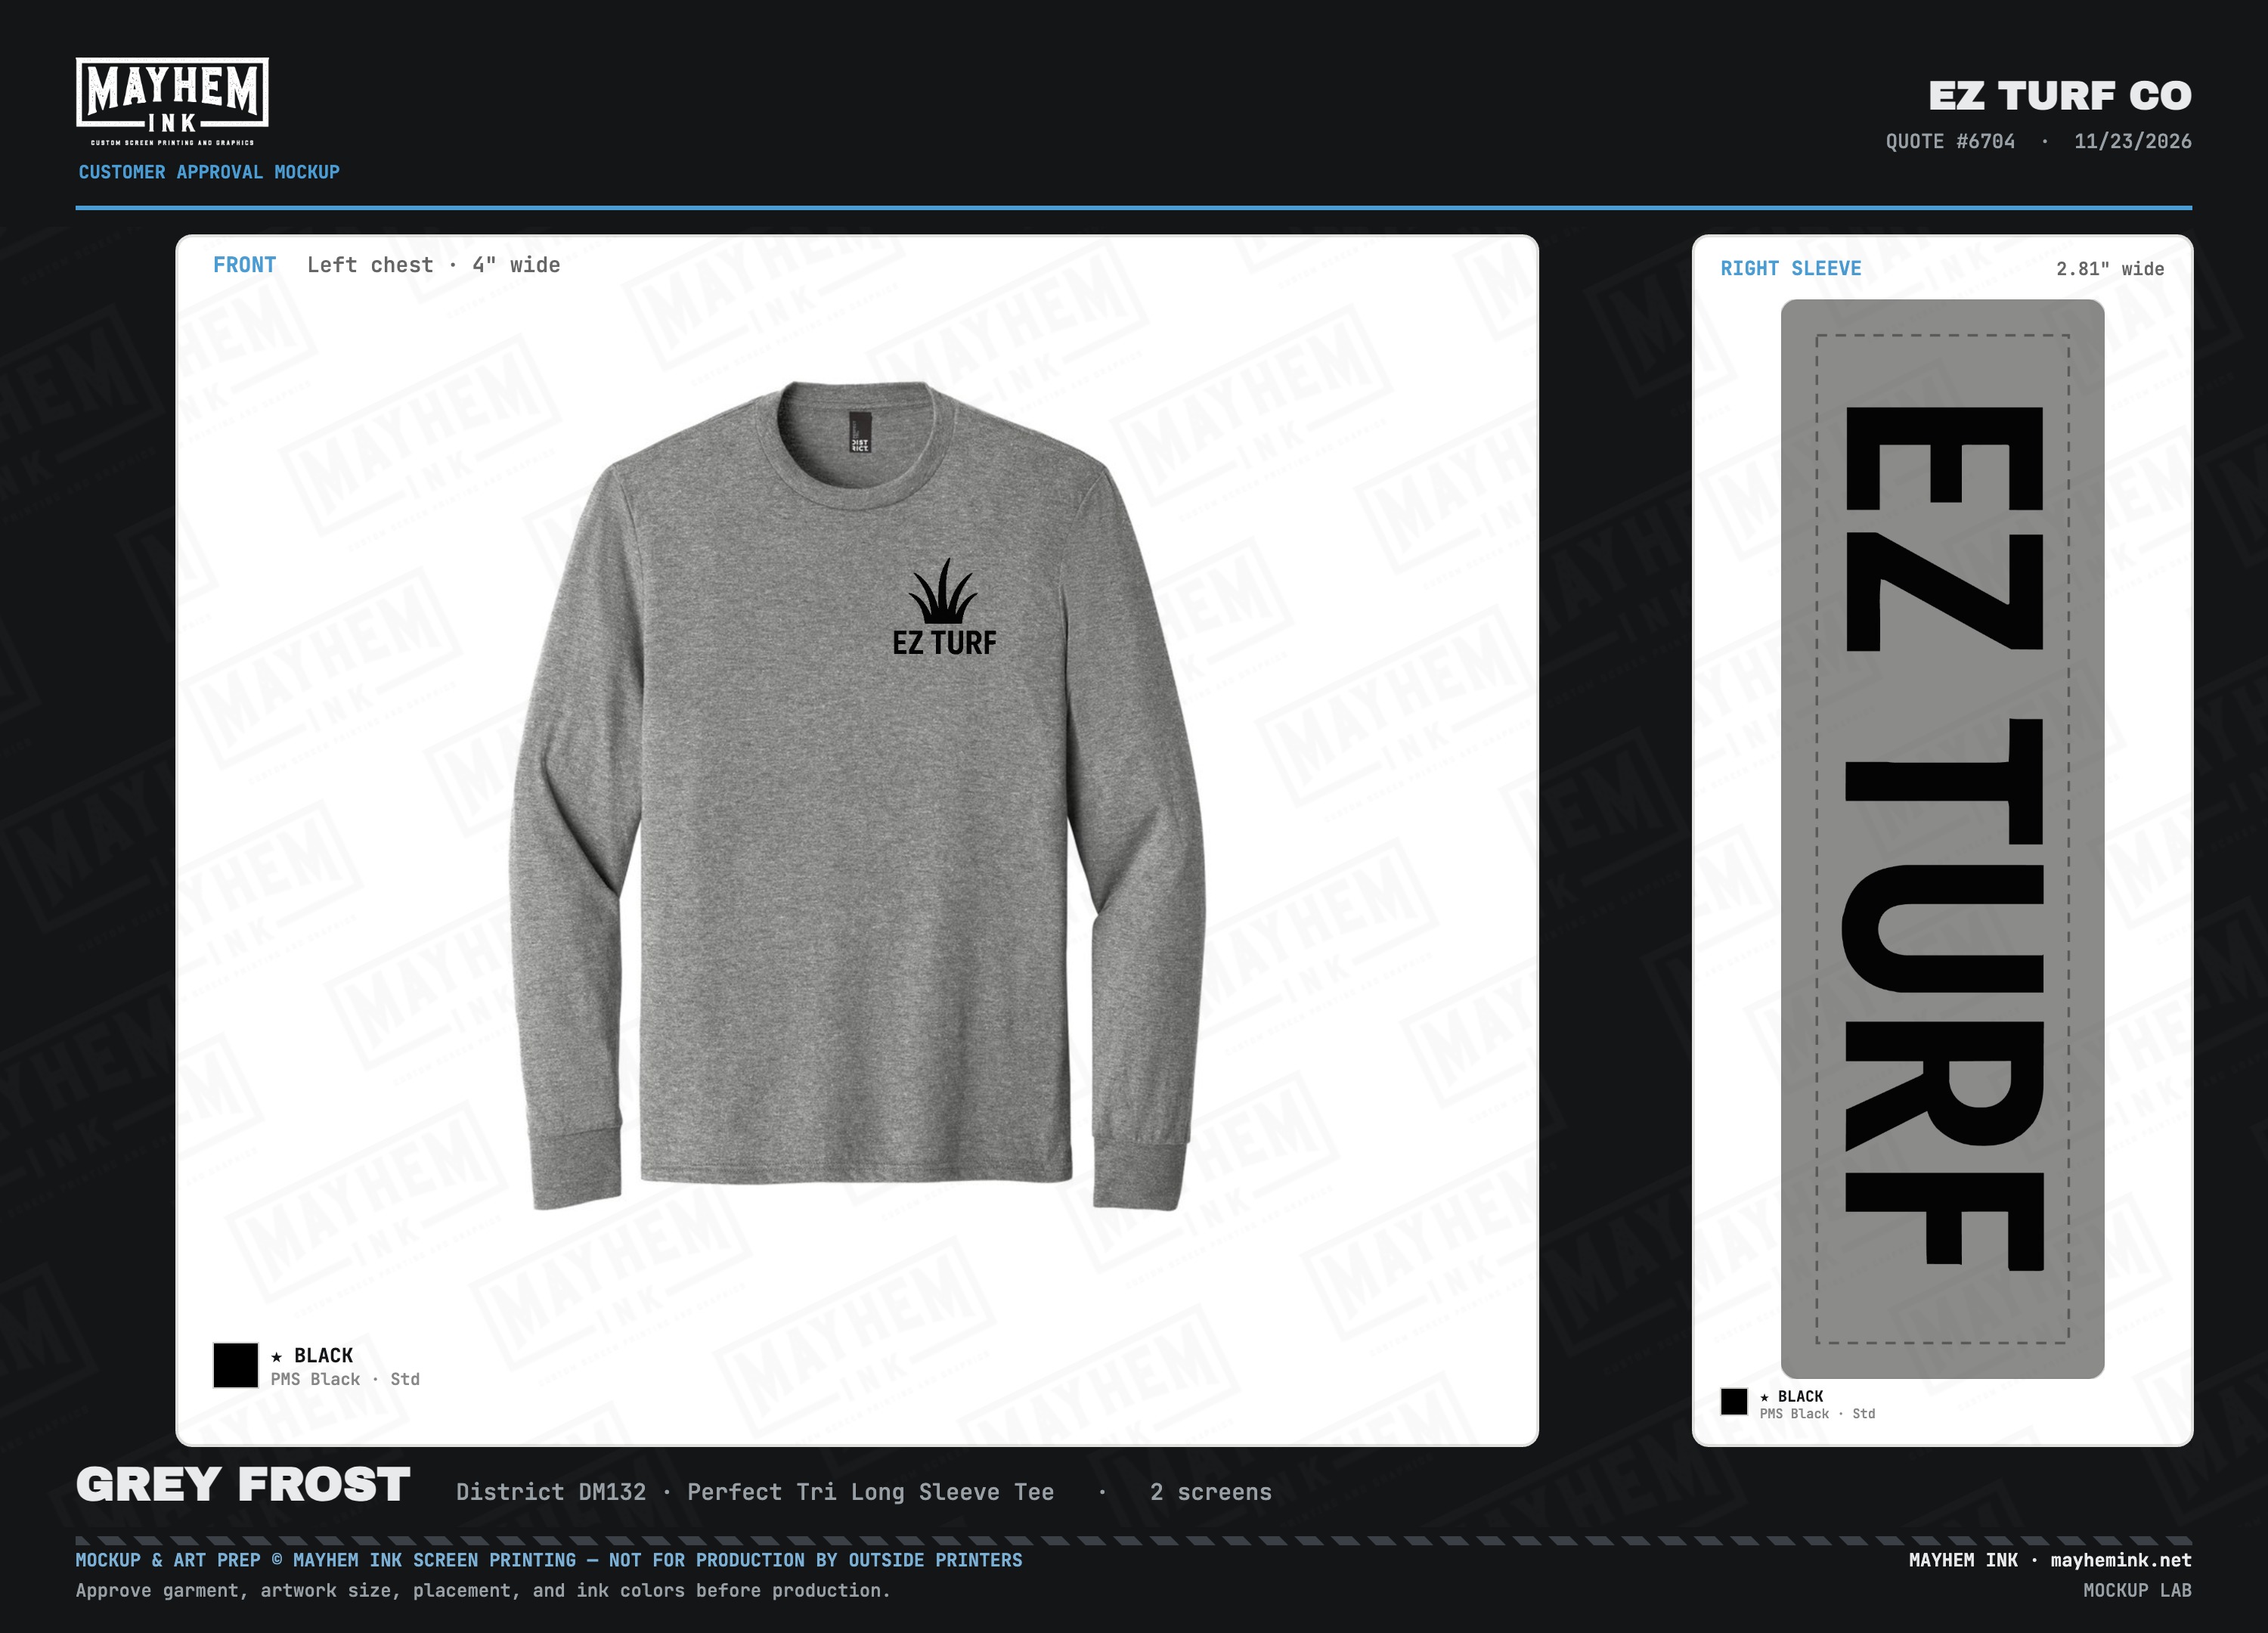 MAYHEM
INK
CUSTOM SCREEN PRINTING AND GRAPHICS
CUSTOMER APPROVAL MOCKUP
EZ TURF CO
QUOTE #6704 · 11/23/2026
FRONT Left chest · 4" wide
DISTRICT
EZ TURF
★ BLACK
PMS Black · Std
RIGHT SLEEVE 2.81" wide
EZ TURF
★ BLACK
PMS Black · Std
GREY FROST District DM132 · Perfect Tri Long Sleeve Tee · 2 screens
MOCKUP & ART PREP © MAYHEM INK SCREEN PRINTING — NOT FOR PRODUCTION BY OUTSIDE PRINTERS
Approve garment, artwork size, placement, and ink colors before production.
MAYHEM INK · mayhemink.net
MOCKUP LAB